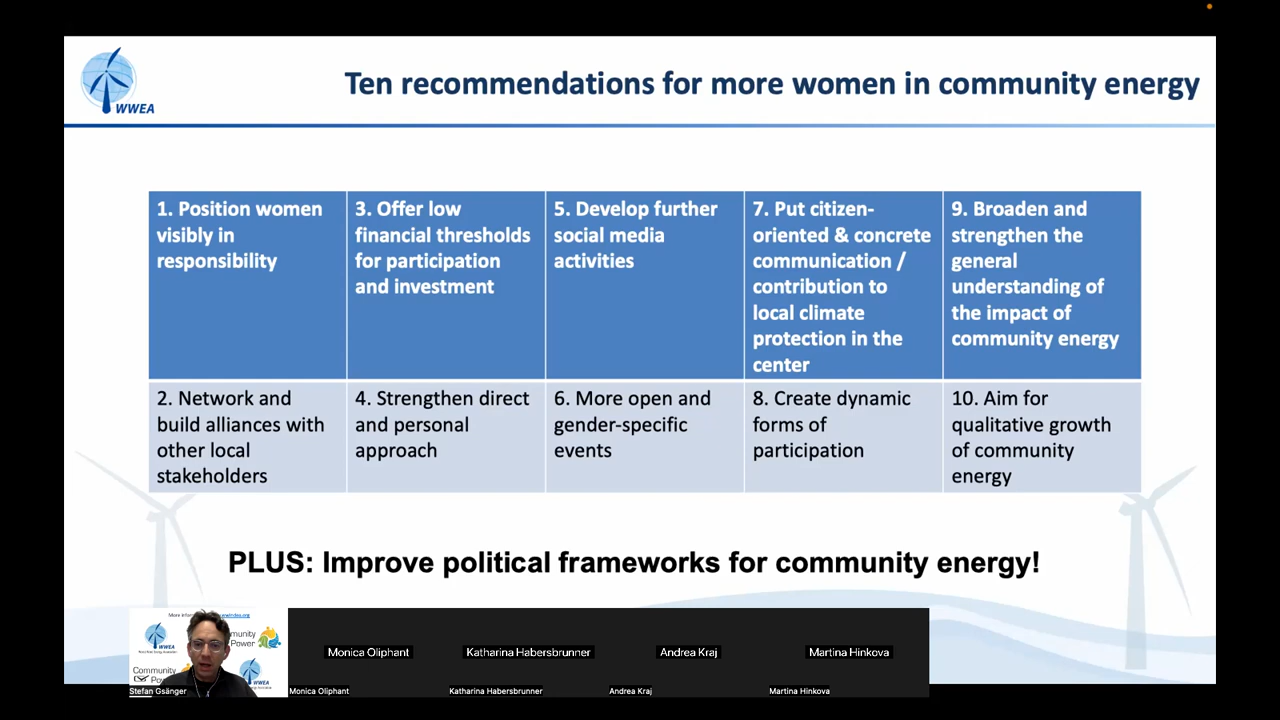 WWEA
Ten recommendations for more women in community energy
1. Position women
visibly in
responsibility
3. Offer low
financial thresholds
for participation
and investment
5. Develop further
social media
activities
7. Put citizen-
oriented & concrete
communication /
contribution to
local climate
protection in the
center
9. Broaden and
strengthen the
general
understanding of
the impact of
community energy
2. Network and
build alliances with
other local
stakeholders
4. Strengthen direct
and personal
approach
6. More open and
gender-specific
events
8. Create dynamic
forms of
participation
10. Aim for
qualitative growth
of community
energy
PLUS: Improve political frameworks for community energy!
More
WWEA
Community
WWEA
Stefan Gsänger
Monica Oliphant
Monica Oliphant
Katharina Habersbrunner
Katharina Habersbrunner
Andrea Kraj
Andrea Kraj
Martina Hinkova
Martina Hinkova